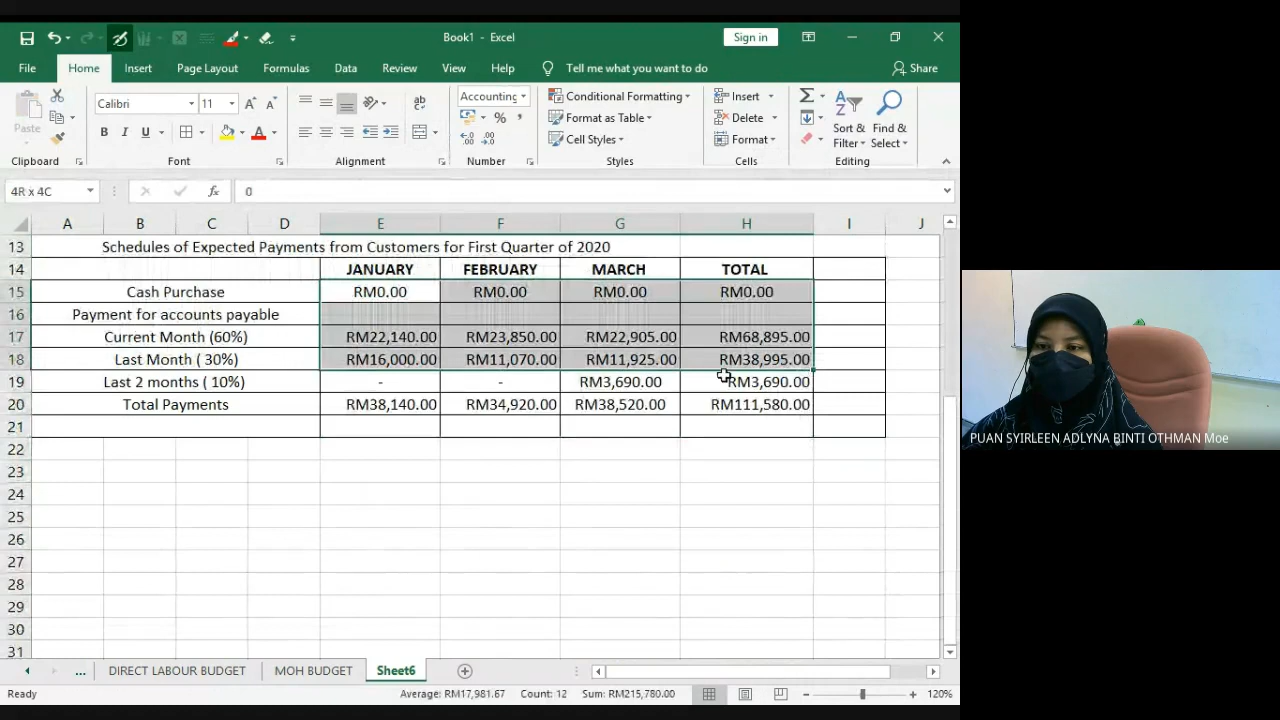 Book1 - Excel
Sign in
File Home Insert Page Layout Formulas Data Review View Help Tell me what you want to do Share
Paste
Calibri 11
Accounting
Conditional Formatting
Format as Table
Cell Styles
Insert
Delete
Format
Sort & Filter
Find & Select
Clipboard Font Alignment Number Styles Cells Editing
4R x 4C fx 0
A B C D E F G H I J
13 Schedules of Expected Payments from Customers for First Quarter of 2020
14 JANUARY FEBRUARY MARCH TOTAL
15 Cash Purchase RM0.00 RM0.00 RM0.00 RM0.00
16 Payment for accounts payable
17 Current Month (60%) RM22,140.00 RM23,850.00 RM22,905.00 RM68,895.00
18 Last Month ( 30%) RM16,000.00 RM11,070.00 RM11,925.00 RM38,995.00
19 Last 2 months ( 10%) - - RM3,690.00 RM3,690.00
20 Total Payments RM38,140.00 RM34,920.00 RM38,520.00 RM111,580.00
21
22
23
24
25
26
27
28
29
30
31
... DIRECT LABOUR BUDGET MOH BUDGET Sheet6
Ready Average: RM17,981.67 Count: 12 Sum: RM215,780.00 120%
PUAN SYIRLEEN ADLYNA BINTI OTHMAN Moe